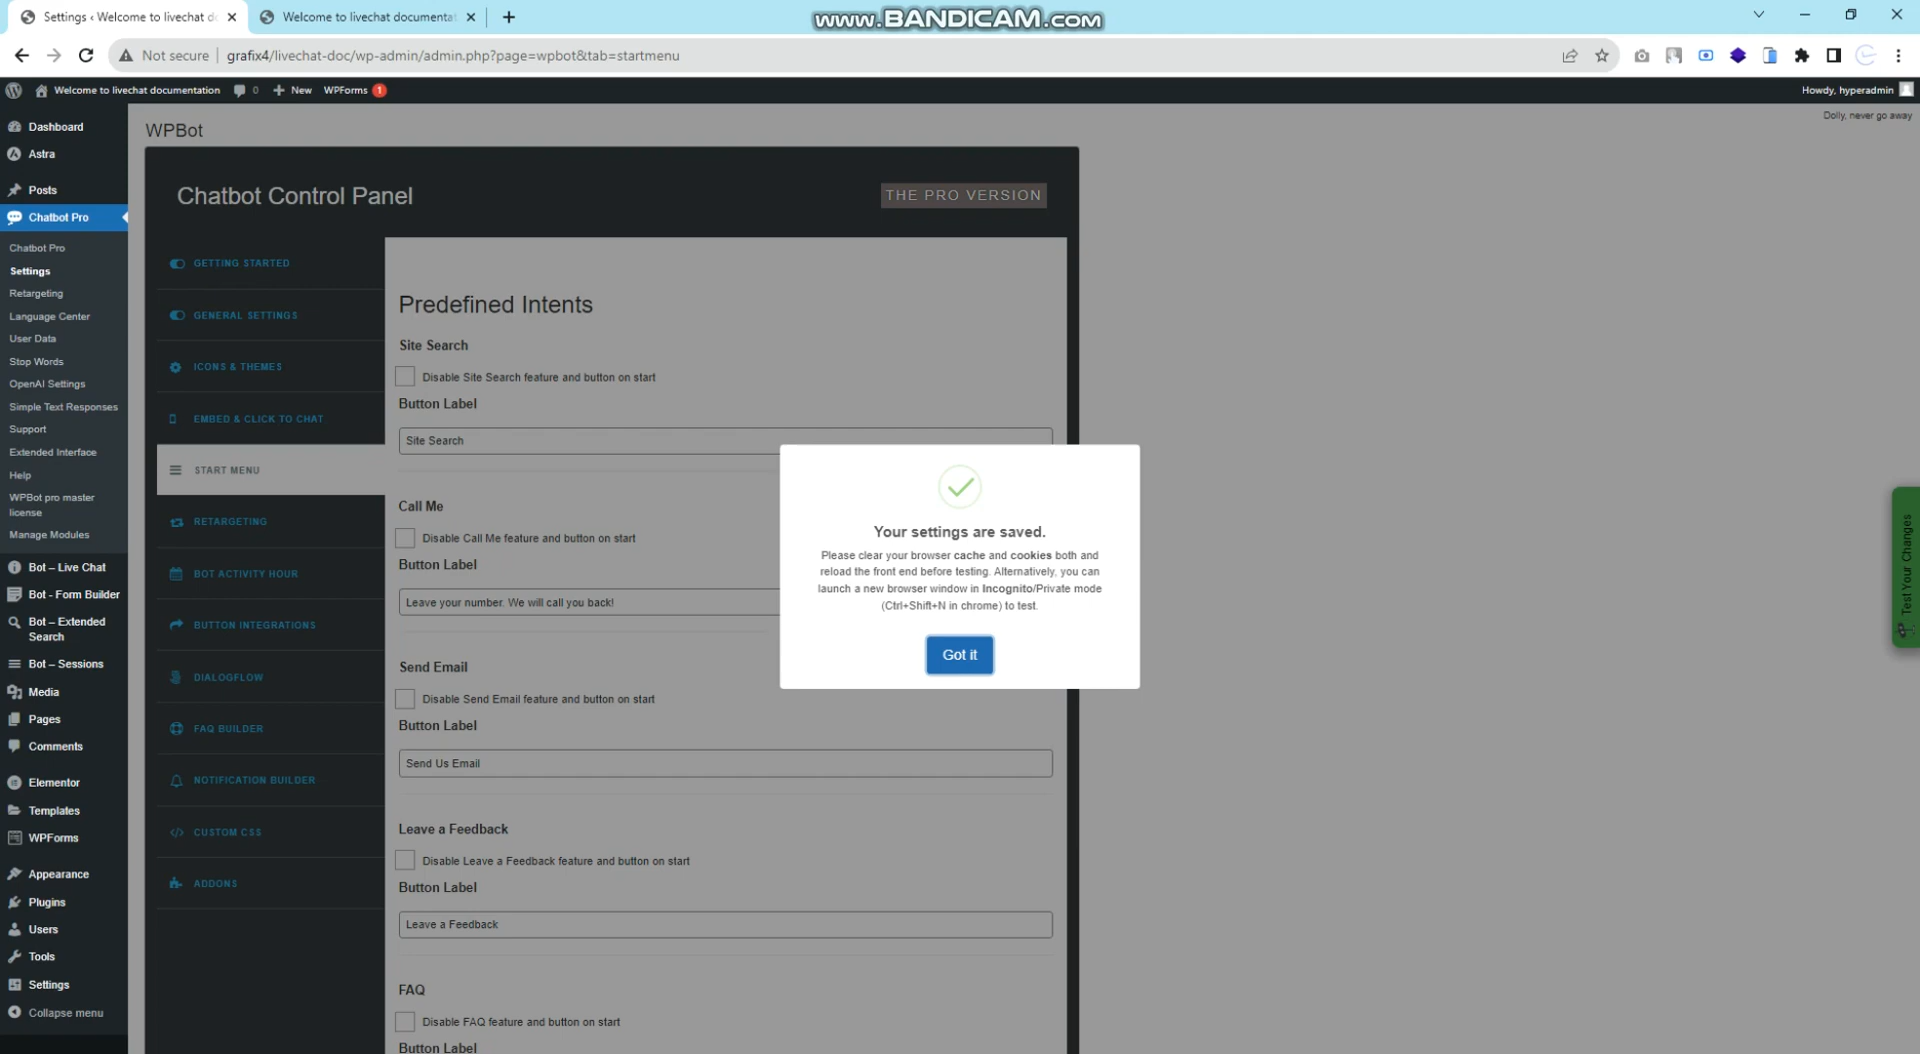 Settings ‹ Welcome to livechat do
Welcome to livechat documentat
www.BANDICAM.com
Not secure
grafix4/livechat-doc/wp-admin/admin.php?page=wpbot&tab=startmenu
Welcome to livechat documentation
0
New
WPForms 1
Howdy, hyperadmin
Dolly, never go away
Dashboard
Astra
Posts
Chatbot Pro
Chatbot Pro
Settings
Retargeting
Language Center
User Data
Stop Words
OpenAI Settings
Simple Text Responses
Support
Extended Interface
Help
WPBot pro master
license
Manage Modules
Bot – Live Chat
Bot - Form Builder
Bot – Extended
Search
Bot – Sessions
Media
Pages
Comments
Elementor
Templates
WPForms
Appearance
Plugins
Users
Tools
Settings
Collapse menu
WPBot
Chatbot Control Panel
THE PRO VERSION
GETTING STARTED
GENERAL SETTINGS
ICONS & THEMES
EMBED & CLICK TO CHAT
START MENU
RETARGETING
BOT ACTIVITY HOUR
BUTTON INTEGRATIONS
DIALOGFLOW
FAQ BUILDER
NOTIFICATION BUILDER
CUSTOM CSS
ADDONS
Predefined Intents
Site Search
Disable Site Search feature and button on start
Button Label
Site Search
Call Me
Disable Call Me feature and button on start
Button Label
Leave your number. We will call you back!
Send Email
Disable Send Email feature and button on start
Button Label
Send Us Email
Leave a Feedback
Disable Leave a Feedback feature and button on start
Button Label
Leave a Feedback
FAQ
Disable FAQ feature and button on start
Button Label
Your settings are saved.
Please clear your browser cache and cookies both and
reload the front end before testing. Alternatively, you can
launch a new browser window in Incognito/Private mode
(Ctrl+Shift+N in chrome) to test.
Got it
Test Your Changes